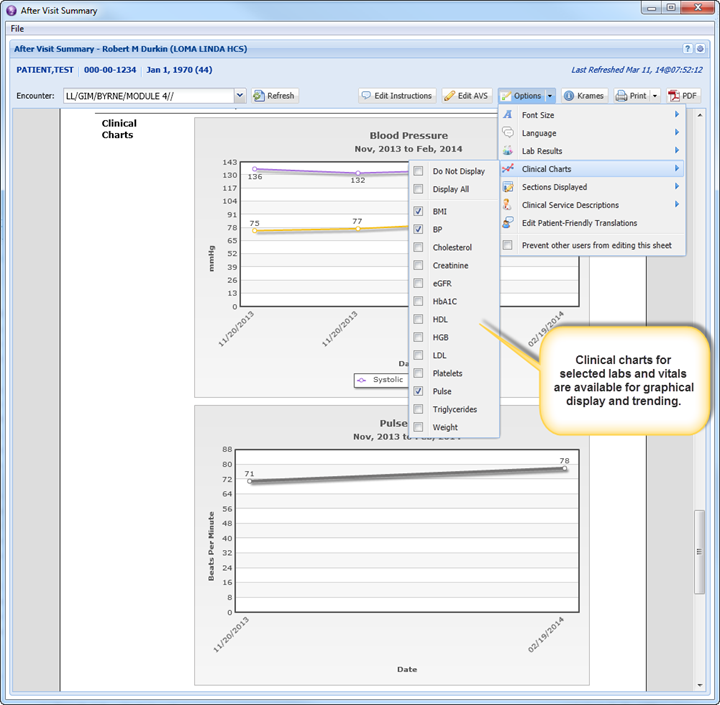 After Visit Summary
File
After Visit Summary - Robert M Durkin (LOMA LINDA HCS)
PATIENT,TEST 000-00-1234 Jan 1, 1970 (44)
Last Refreshed Mar 11, 14@07:52:12
Encounter: LL/GIM/BYRNE/MODULE 4// Refresh Edit Instructions Edit AVS Options Krames Print PDF
Font Size
Language
Lab Results
Clinical Charts
Sections Displayed
Clinical Service Descriptions
Edit Patient-Friendly Translations
Prevent other users from editing this sheet
Do Not Display
Display All
BMI
BP
Cholesterol
Creatinine
eGFR
HbA1C
HDL
HGB
LDL
Platelets
Pulse
Triglycerides
Weight
Clinical
Charts
Blood Pressure
Nov, 2013 to Feb, 2014
mmHg
143
130
117
104
91
78
65
52
39
26
13
0
136
132
75
77
11/20/2013
11/20/2013
02/19/2014
Da
Systolic
Clinical charts for
selected labs and vitals
are available for graphical
display and trending.
Pulse
Nov, 2013 to Feb, 2014
Beats Per Minute
88
80
72
64
56
48
40
32
24
16
8
0
71
78
11/20/2013
02/19/2014
Date